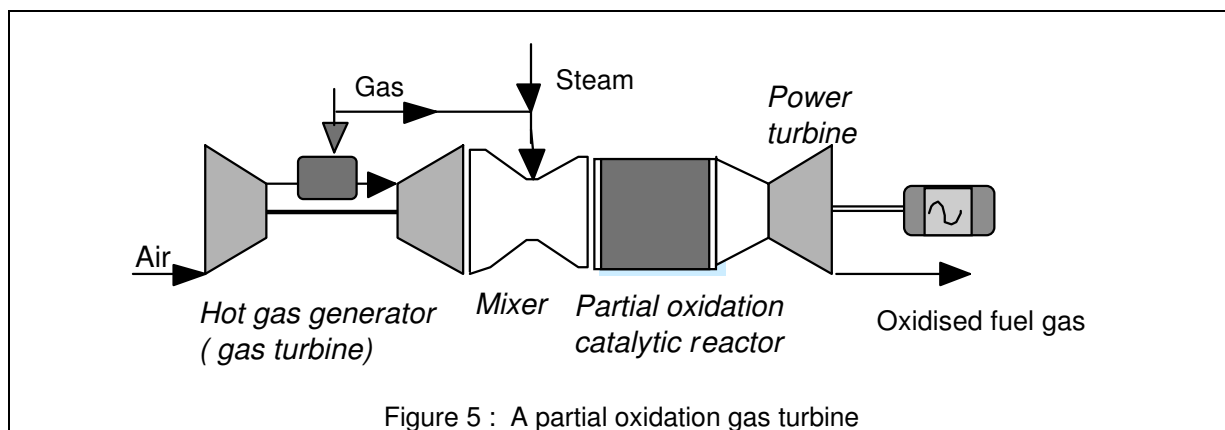 Gas
Steam
Power
turbine
Air
Hot gas generator
( gas turbine)
Mixer
Partial oxidation
catalytic reactor
Oxidised fuel gas
Figure 5 :  A partial oxidation gas turbine